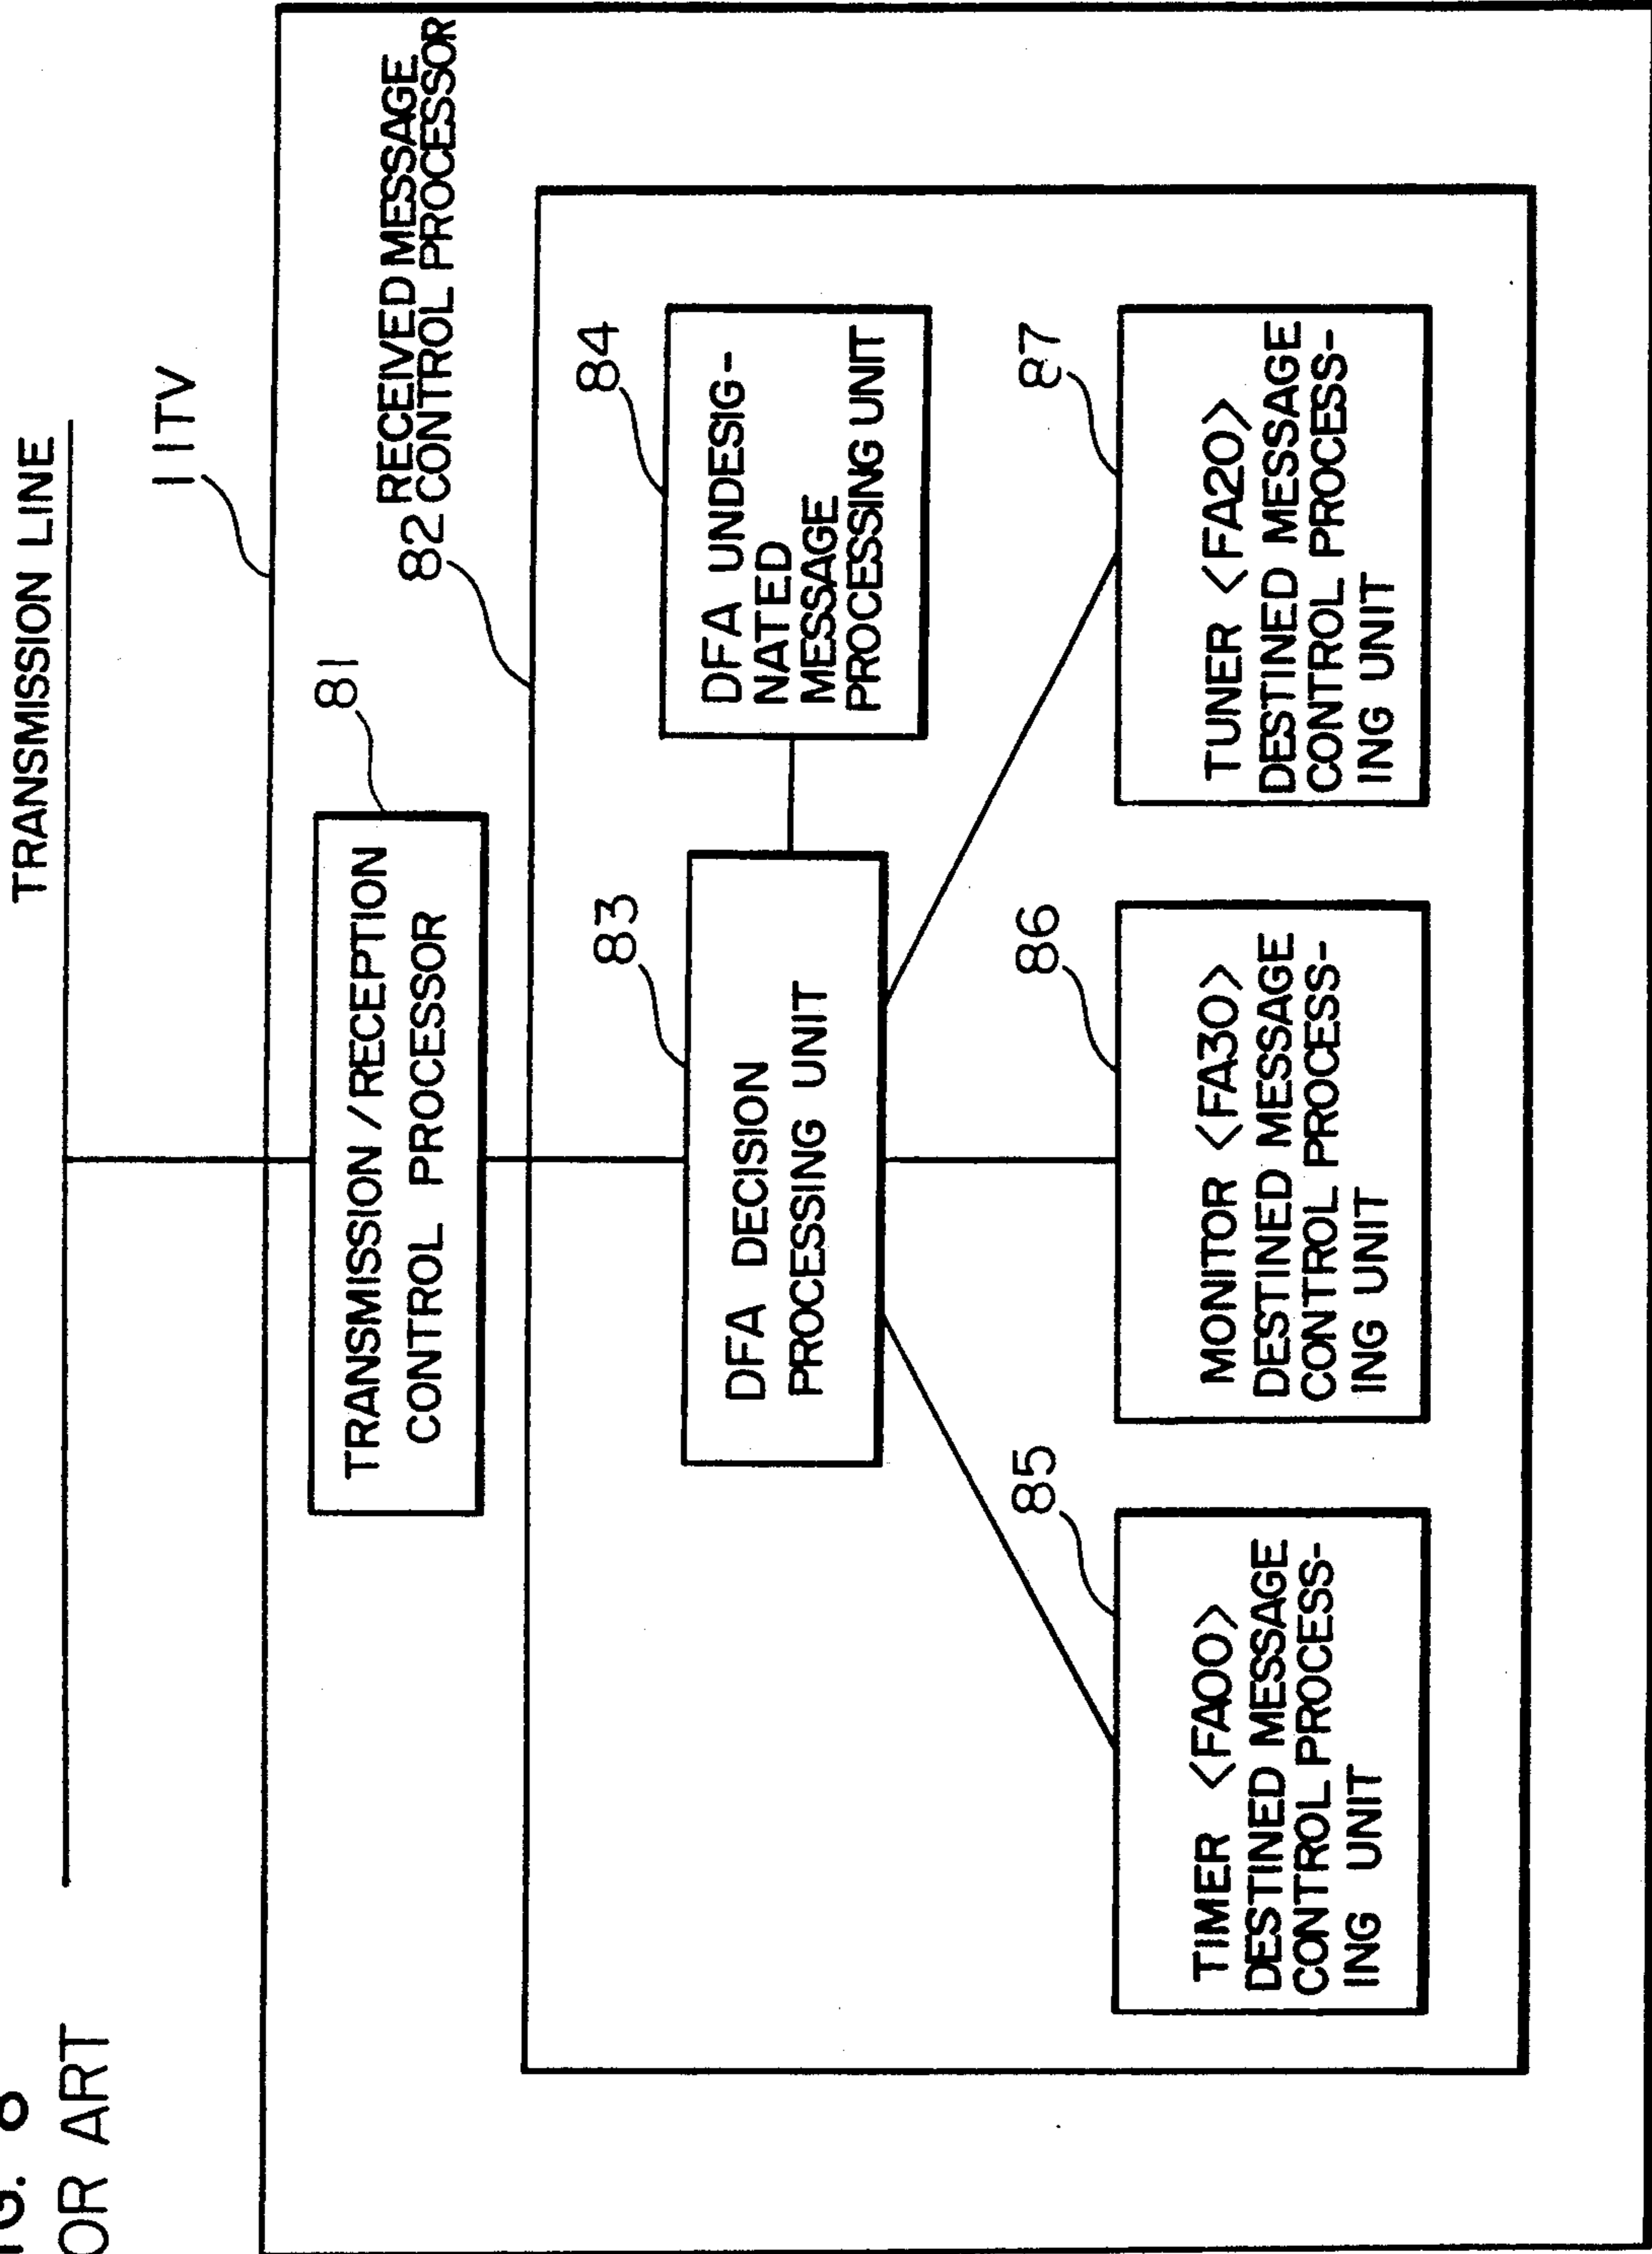 OR ART
TRANSMISSION LINE
111TV
TRANSMISSION/RECEPTION
CONTROL PROCESSOR
81
RECEIVED MESSAGE
82 CONTROL PROCESSOR
DFA DECISION
PROCESSING UNIT
83
DFA UNDESIG-
NATED
MESSAGE
PROCESSING UNIT
84
TIMER <FA00>
DESTINED MESSAGE
CONTROL PROCESS-
ING UNIT
85
MONITOR <FA30>
DESTINED MESSAGE
CONTROL PROCESS-
ING UNIT
86
TUNER <FA20>
DESTINED MESSAGE
CONTROL PROCESS-
ING UNIT
87